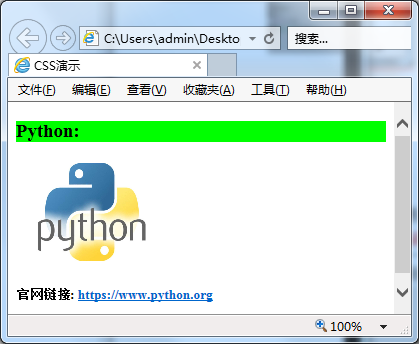 C:\Users\admin\Deskto
搜索...
CSS演示
文件(F) 编辑(E) 查看(V) 收藏夹(A) 工具(T) 帮助(H)
Python:
python
官网链接: https://www.python.org
100%